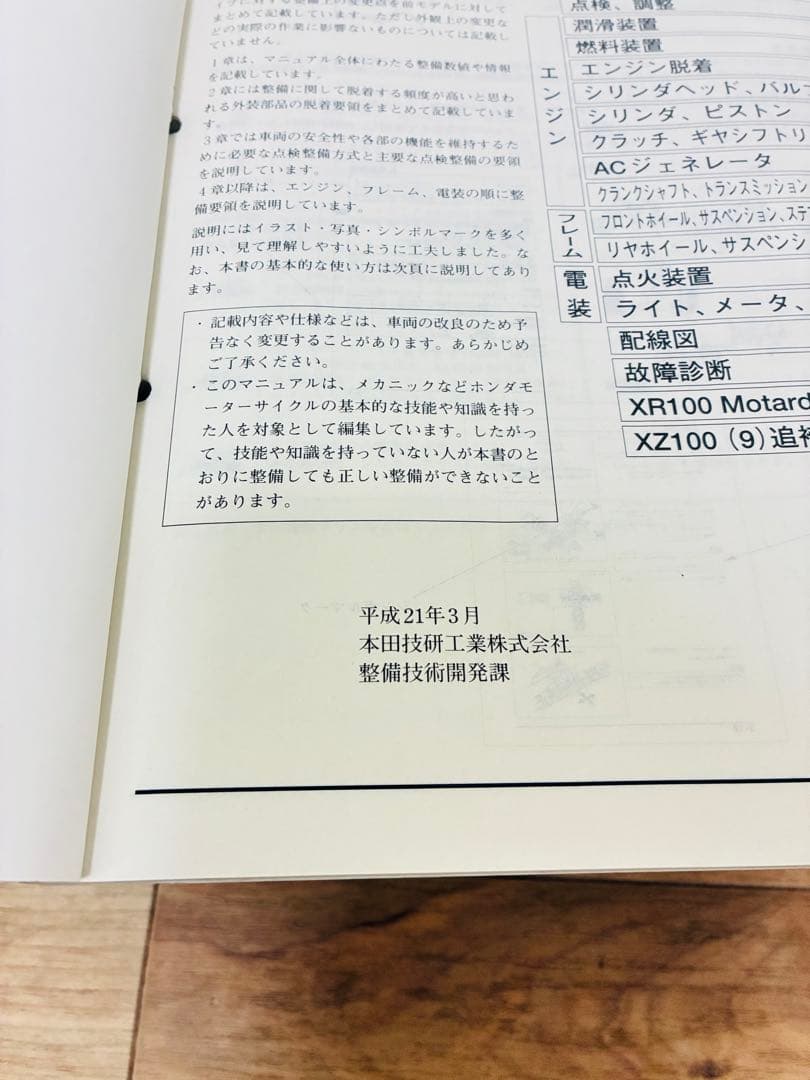 イプに対する整備上の変更点を前モデルに対して
まとめて記載しています。ただし外観上の変更な
どの実際の作業に影響ないものについては記載し
ていません。
1章は、マニュアル全体にわたる整備数値や情報
を記載しています。
2章には整備に関して脱着する頻度が高いと思わ
れる外装部品の脱着要領をまとめて記載していま
す。
3章では車両の安全性や各部の機能を維持するた
めに必要な点検整備方式と主要な点検整備の要領
を説明しています。
4章以降は、エンジン、フレーム、電装の順に整
備要領を説明しています。
説明にはイラスト・写真・シンボルマークを多く
用い、見て理解しやすいように工夫しました。な
お、本書の基本的な使い方は次頁に説明してあり
ます。
・記載内容や仕様などは、車両の改良のため予
告なく変更することがあります。あらかじめ
ご了承ください。
・このマニュアルは、メカニックなどホンダモ
ーターサイクルの基本的な技能や知識を持っ
た人を対象として編集しています。したがっ
て、技能や知識を持っていない人が本書のと
おりに整備しても正しい整備ができないこと
があります。
平成21年3月
本田技研工業株式会社
整備技術開発課
点検、調整
エンジン
潤滑装置
燃料装置
エンジン脱着
シリンダヘッド、バルブ
シリンダ、ピストン
クラッチ、ギヤシフトリ
ACジェネレータ
クランクシャフト、トランスミッション
フレーム
フロントホイール、サスペンション、ステ
リヤホイール、サスペンシ
電装
点火装置
ライト、メータ、
配線図
故障診断
XR100 Motard
XZ100（9）追補